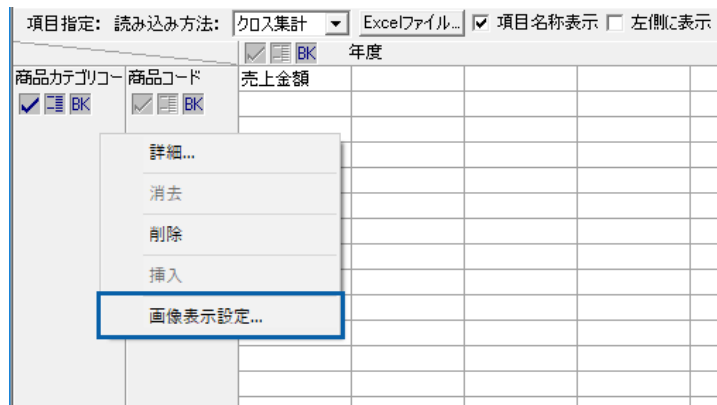 項目指定: 読み込み方法: クロス集計 Excelファイル... 項目名称表示 左側に表示
BK 年度
商品カテゴリコー 商品コード 売上金額
BK BK
詳細...
消去
削除
挿入
画像表示設定...